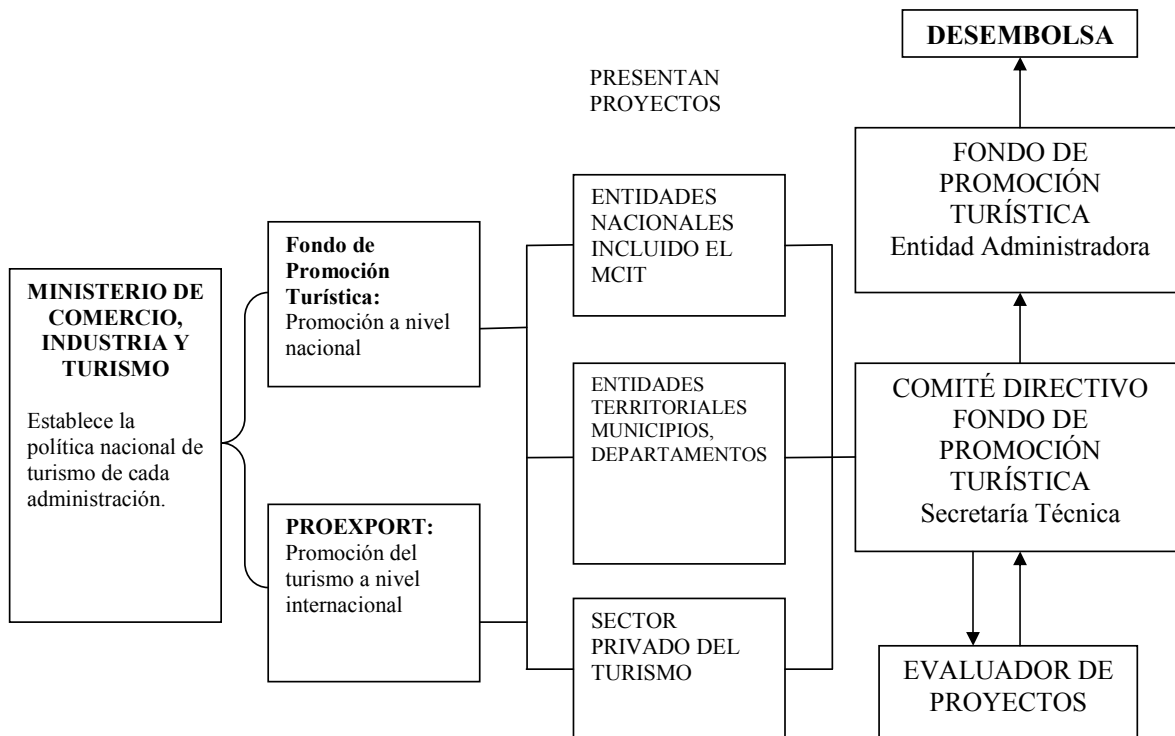 MINISTERIO DE
COMERCIO,
INDUSTRIA Y
TURISMO
Establece la
política nacional de
turismo de cada
administración.
Fondo de
Promoción
Turística:
Promoción a nivel
nacional
PROEXPORT:
Promoción del
turismo a nivel
internacional
PRESENTAN
PROYECTOS
ENTIDADES
NACIONALES
INCLUIDO EL
MCIT
ENTIDADES
TERRITORIALES
MUNICIPIOS,
DEPARTAMENTOS
SECTOR
PRIVADO DEL
TURISMO
DESEMBOLSA
FONDO DE
PROMOCIÓN
TURÍSTICA
Entidad Administradora
COMITÉ DIRECTIVO
FONDO DE
PROMOCIÓN
TURÍSTICA
Secretaría Técnica
EVALUADOR DE
PROYECTOS